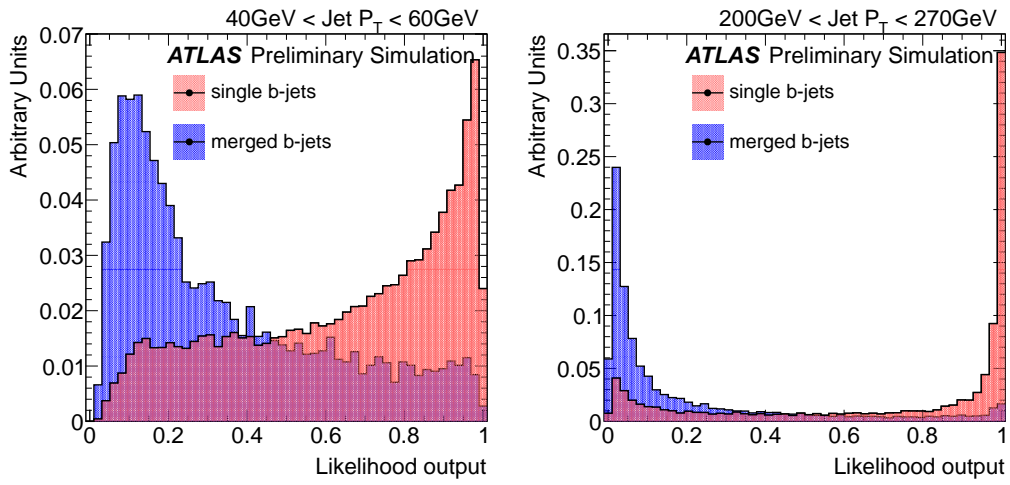 40GeV < Jet P_T < 60GeV
ATLAS Preliminary Simulation
single b-jets
merged b-jets
Arbitrary Units
0.07
0.06
0.05
0.04
0.03
0.02
0.01
0
0 0.2 0.4 0.6 0.8 1
Likelihood output
200GeV < Jet P_T < 270GeV
ATLAS Preliminary Simulation
single b-jets
merged b-jets
Arbitrary Units
0.35
0.3
0.25
0.2
0.15
0.1
0.05
0
0 0.2 0.4 0.6 0.8 1
Likelihood output